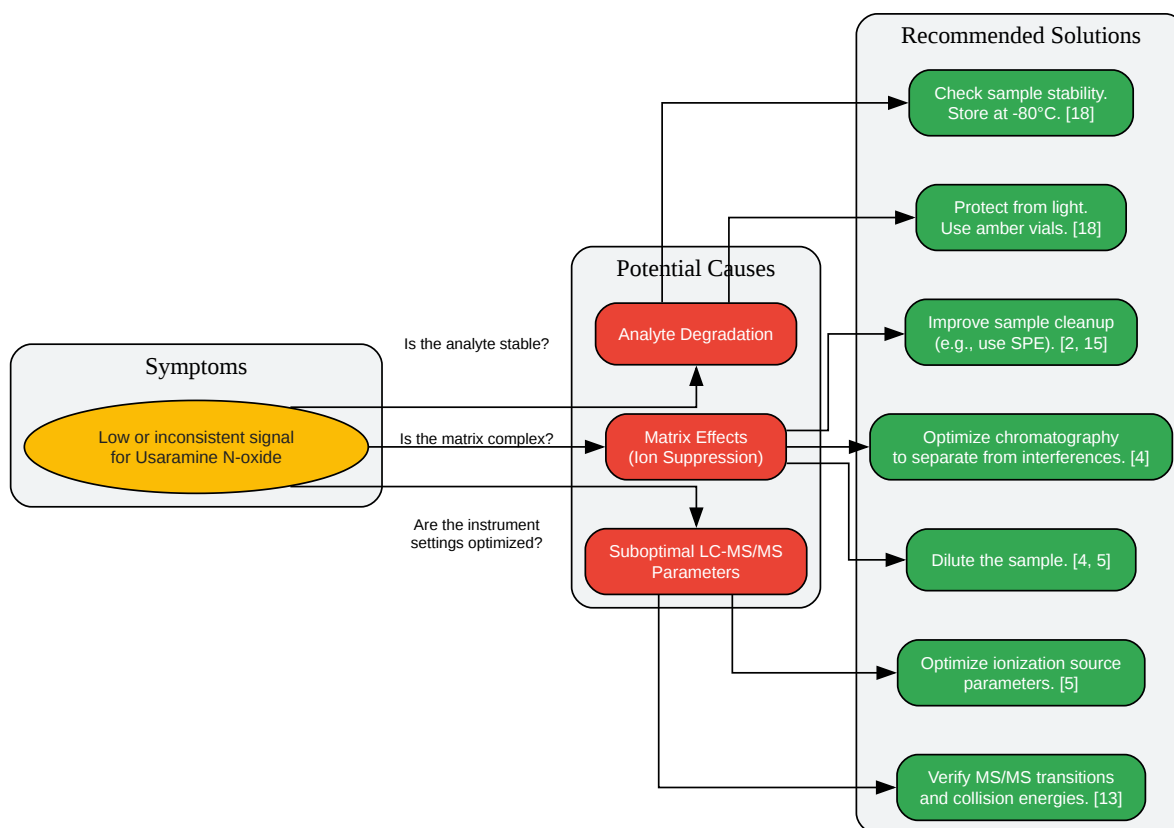 Symptoms
Low or inconsistent signal
for Usaramine N-oxide
Is the analyte stable?
Is the matrix complex?
Are the instrument
settings optimized?
Potential Causes
Analyte Degradation
Matrix Effects
(Ion Suppression)
Suboptimal LC-MS/MS
Parameters
Recommended Solutions
Check sample stability.
Store at -80°C. [18]
Protect from light.
Use amber vials. [18]
Improve sample cleanup
(e.g., use SPE). [2, 15]
Optimize chromatography
to separate from interferences. [4]
Dilute the sample. [4, 5]
Optimize ionization source
parameters. [5]
Verify MS/MS transitions
and collision energies. [13]